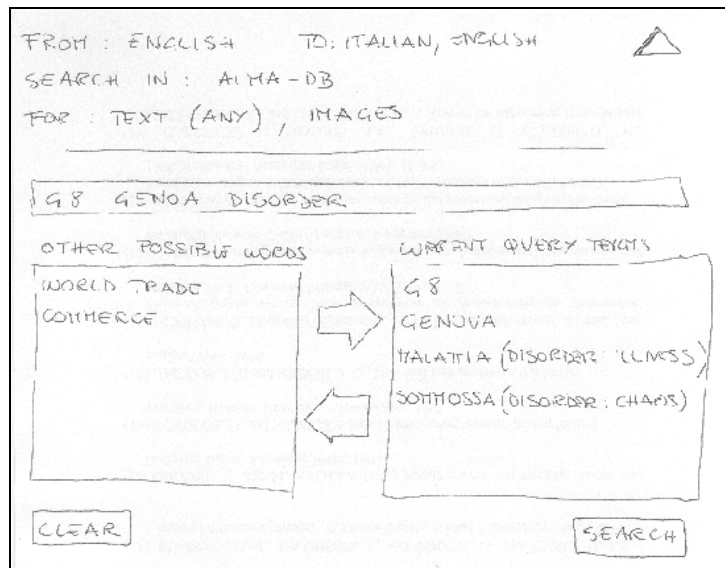 FROM : ENGLISH TO: ITALIAN, ENGLISH
SEARCH IN : ALMA-DB
FOR : TEXT (ANY), IMAGES
G8 GENOA DISORDER
OTHER POSSIBLE WORDS
WORLD TRADE
COMMERCE
CURRENT QUERY TERMS
G8
GENOVA
MALATTIA (DISORDER: ILLNESS)
SOMMOSSA (DISORDER: CHAOS)
CLEAR
SEARCH